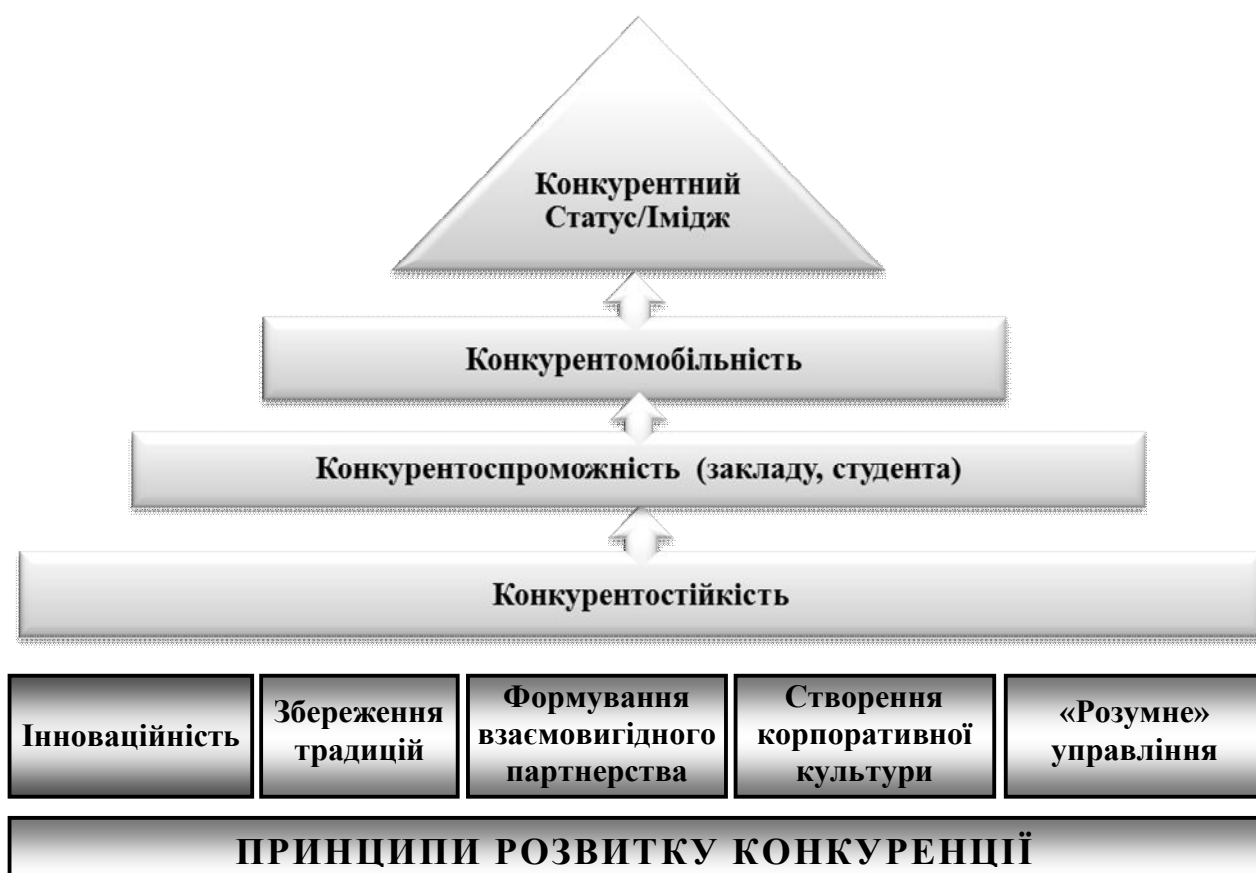 Конкурентний
Статус/Імідж
Конкурентомобільність
Конкурентоспроможність (закладу, студента)
Конкурентостійкість
Інноваційність
Збереження
традицій
Формування
взаємовигідного
партнерства
Створення
корпоративної
культури
«Розумне»
управління
ПРИНЦИПИ РОЗВИТКУ КОНКУРЕНЦІЇ